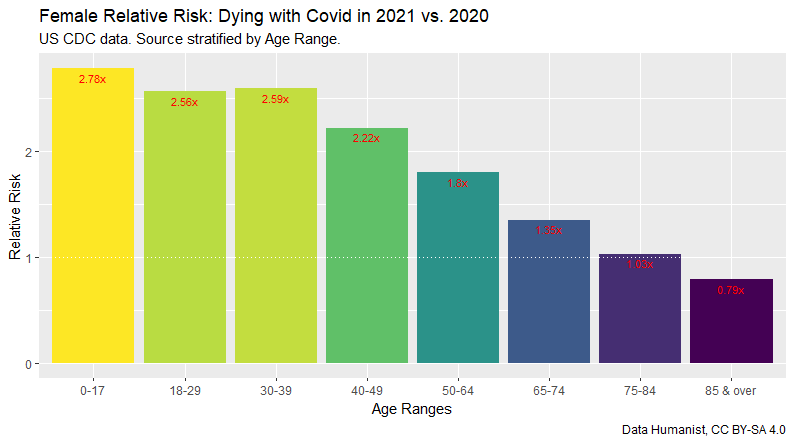 Female Relative Risk: Dying with Covid in 2021 vs. 2020
US CDC data. Source stratified by Age Range.
Relative Risk
2
1
0
2.78x
2.56x
2.59x
2.22x
1.8x
1.35x
1.03x
0.79x
0-17
18-29
30-39
40-49
50-64
65-74
75-84
85 & over
Age Ranges
Data Humanist, CC BY-SA 4.0